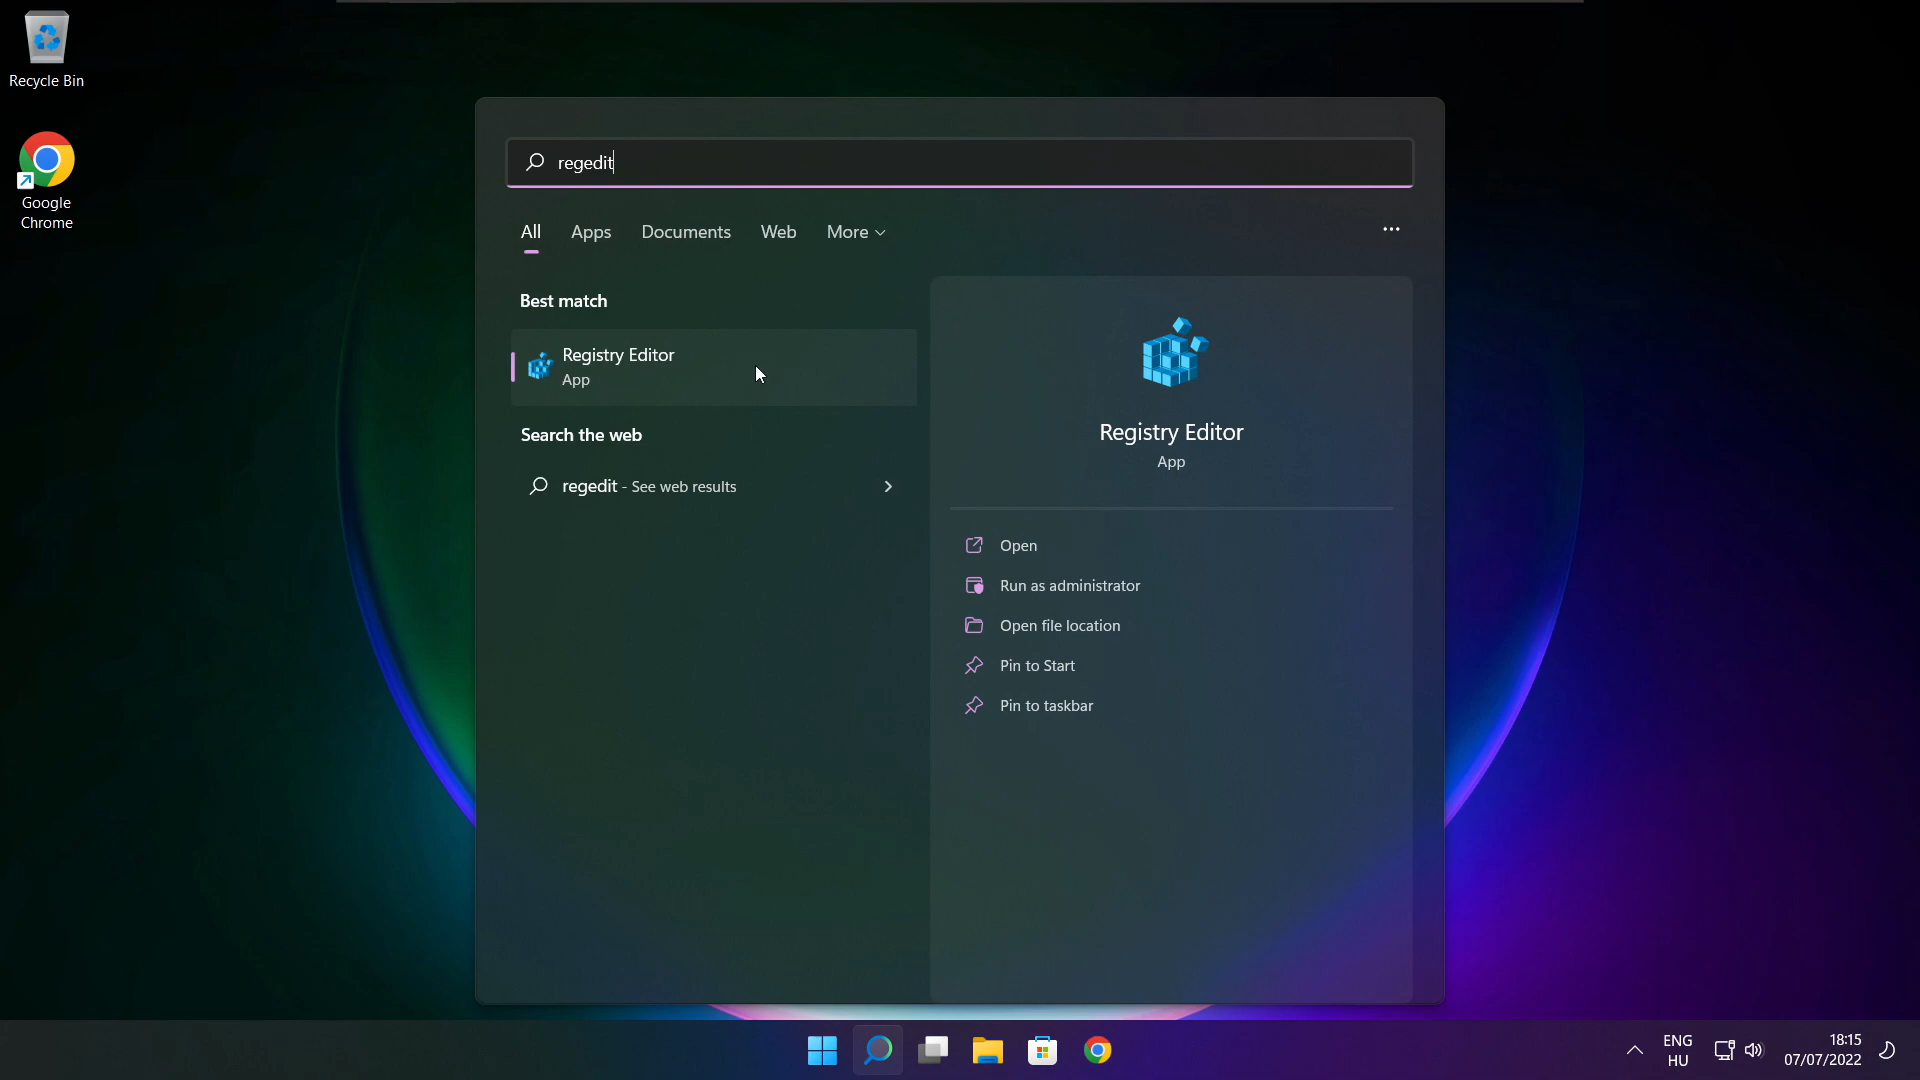 Recycle Bin
Google
Chrome
regedit
All
Apps
Documents
Web
More
Best match
Registry Editor
App
Search the web
regedit - See web results
Registry Editor
App
Open
Run as administrator
Open file location
Pin to Start
Pin to taskbar
ENG
HU
18:15
07/07/2022